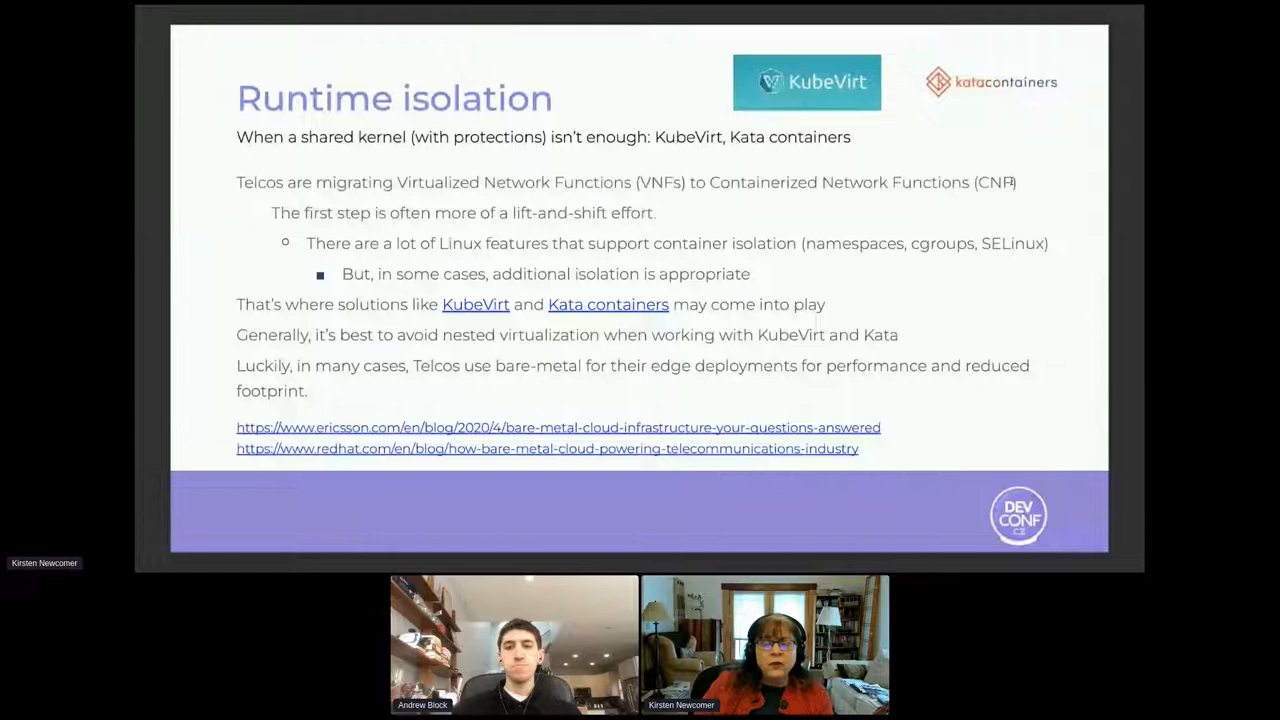 KubeVirt
katacontainers
Runtime isolation
When a shared kernel (with protections) isn't enough: KubeVirt, Kata containers
Telcos are migrating Virtualized Network Functions (VNFs) to Containerized Network Functions (CNF)
The first step is often more of a lift-and-shift effort.
There are a lot of Linux features that support container isolation (namespaces, cgroups, SELinux)
But, in some cases, additional isolation is appropriate
That's where solutions like KubeVirt and Kata containers may come into play
Generally, it's best to avoid nested virtualization when working with KubeVirt and Kata
Luckily, in many cases, Telcos use bare-metal for their edge deployments for performance and reduced
footprint.
https://www.ericsson.com/en/blog/2020/4/bare-metal-cloud-infrastructure-your-questions-answered
https://www.redhat.com/en/blog/how-bare-metal-cloud-powering-telecommunications-industry
DEV
CONF
.CZ
Kirsten Newcomer
Andrew Block
Kirsten Newcomer